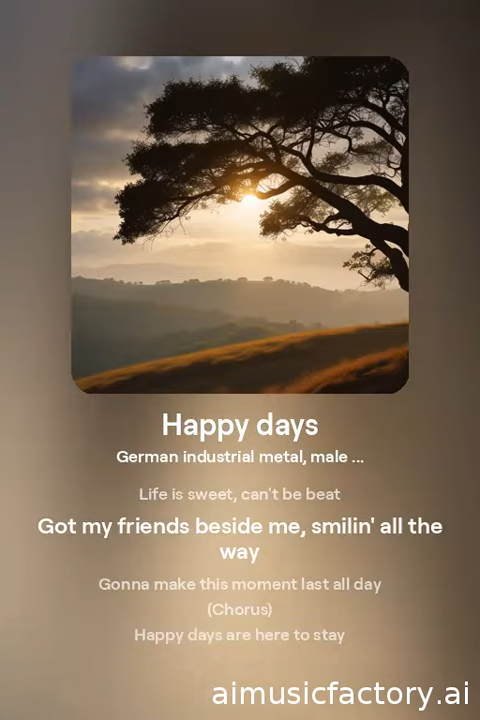 Happy days
German industrial metal, male ...
Life is sweet, can't be beat
Got my friends beside me, smilin' all the
way
Gonna make this moment last all day
(Chorus)
Happy days are here to stay
aimusicfactory.ai